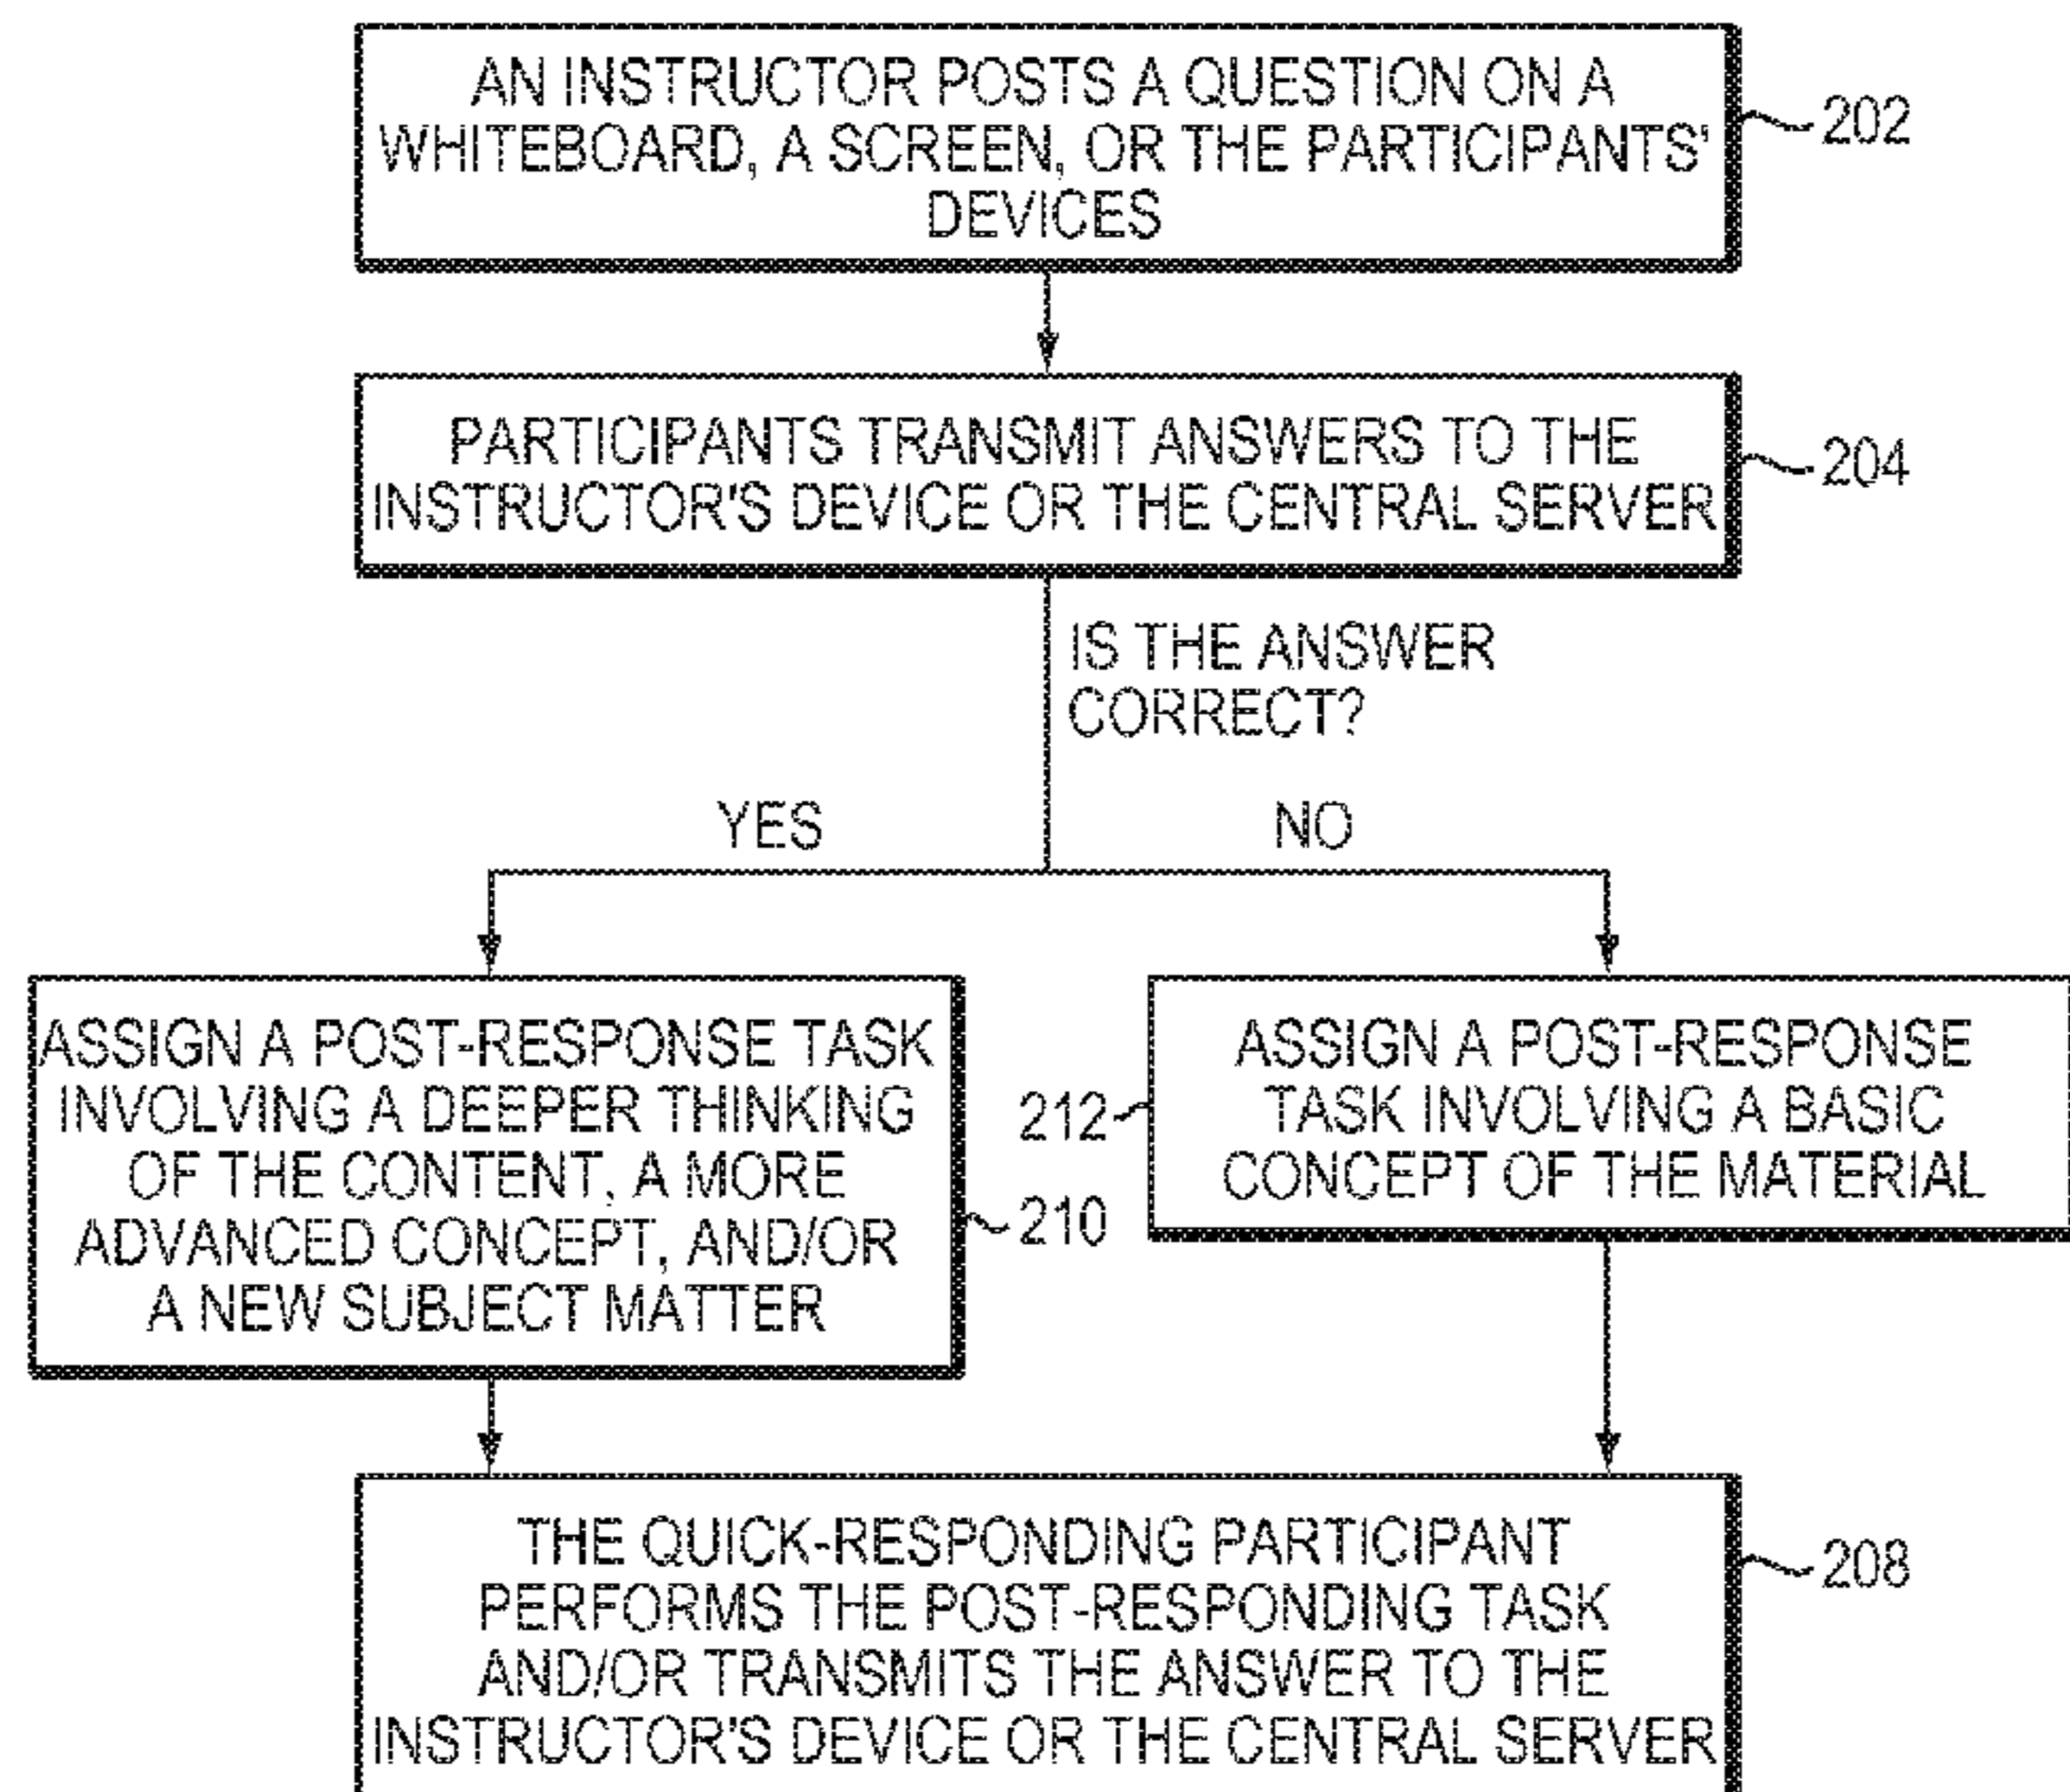 AN INSTRUCTOR POSTS A QUESTION ON A
WHITEBOARD, A SCREEN, OR THE PARTICIPANTS'
DEVICES
202
PARTICIPANTS TRANSMIT ANSWERS TO THE
INSTRUCTOR'S DEVICE OR THE CENTRAL SERVER
204
IS THE ANSWER
CORRECT?
YES
NO
ASSIGN A POST-RESPONSE TASK
INVOLVING A DEEPER THINKING
OF THE CONTENT, A MORE
ADVANCED CONCEPT, AND/OR
A NEW SUBJECT MATTER
210
212
ASSIGN A POST-RESPONSE
TASK INVOLVING A BASIC
CONCEPT OF THE MATERIAL
THE QUICK-RESPONDING PARTICIPANT
PERFORMS THE POST-RESPONDING TASK
AND/OR TRANSMITS THE ANSWER TO THE
INSTRUCTOR'S DEVICE OR THE CENTRAL SERVER
208